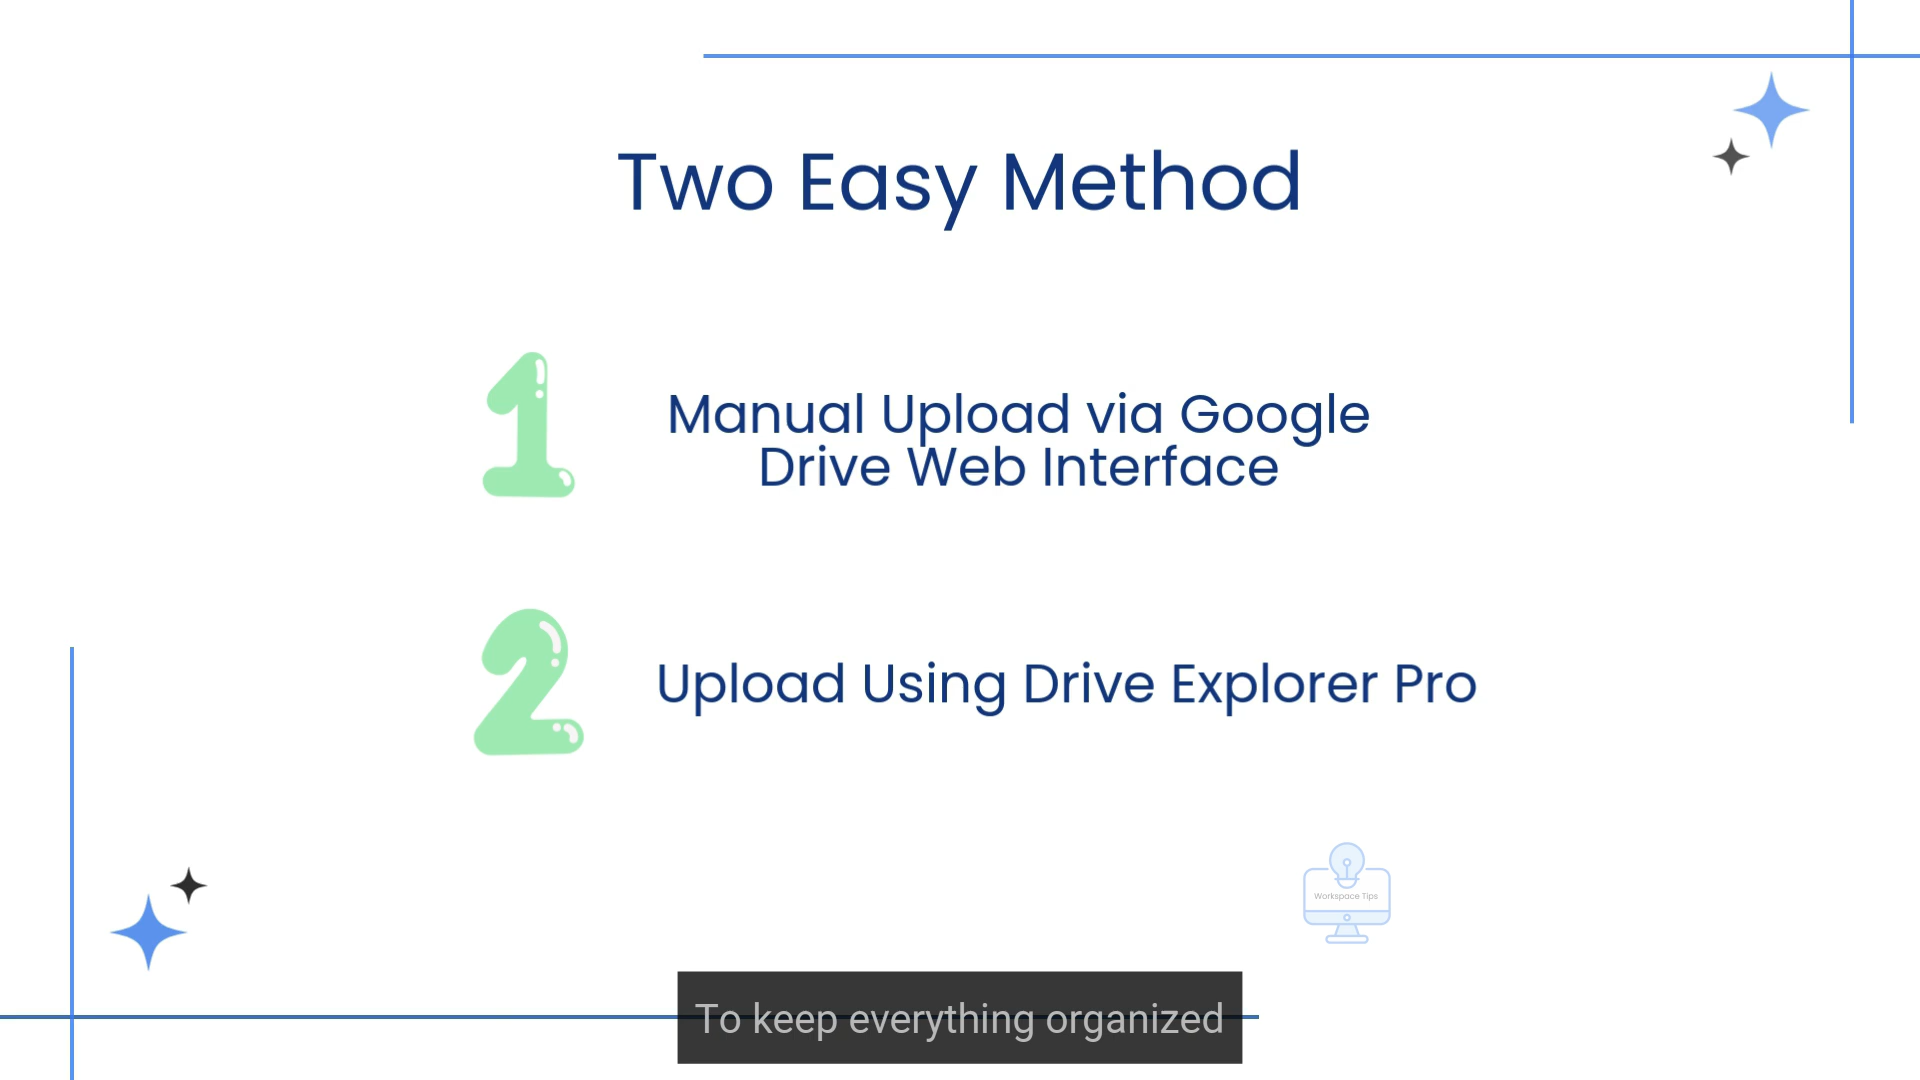 Two Easy Method
1
Manual Upload via Google
Drive Web Interface
2
Upload Using Drive Explorer Pro
Workspace Tips
To keep everything organized